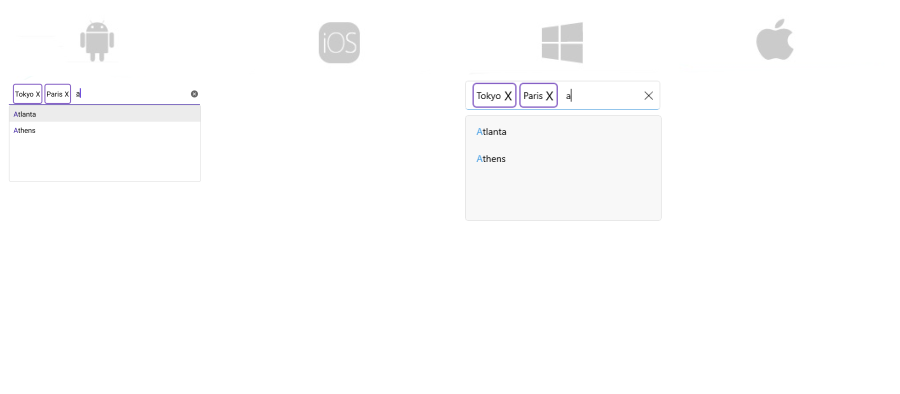 iOS
Tokyo X Paris X a
Atlanta
Athens
Tokyo X Paris X a
Atlanta
Athens